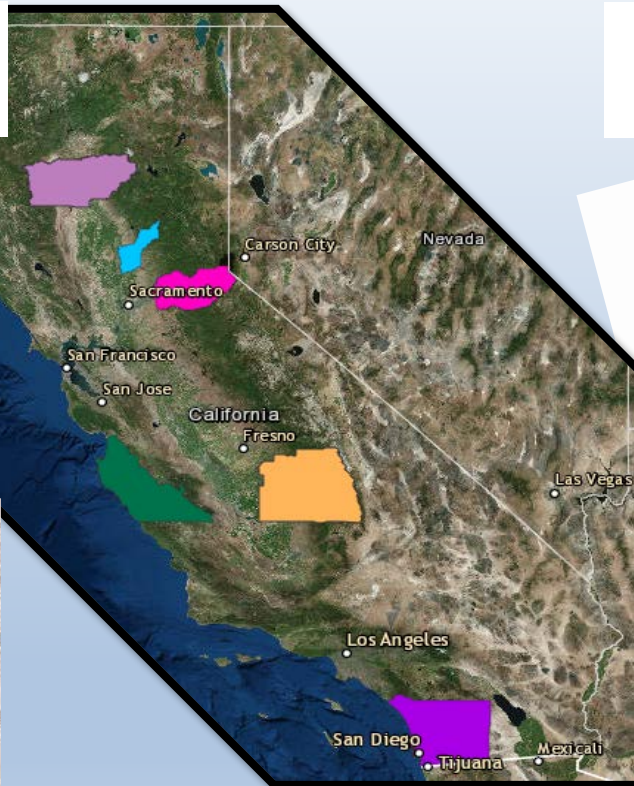 Carson City
Nevada
Sacramento
San Francisco
San Jose
California
Fresno
Las Vegas
Los Angeles
San Diego
Tijuana
Mexicali